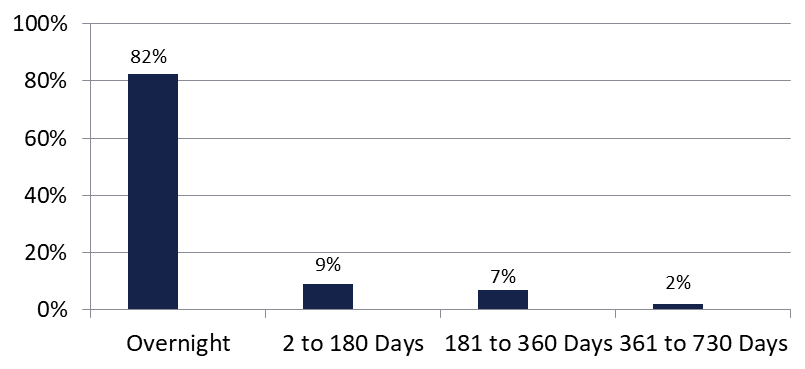 100%
82%
80%
60%
40%
20%
9%
7%
2%
0%
Overnight
2 to 180 Days
181 to 360 Days
361 to 730 Days